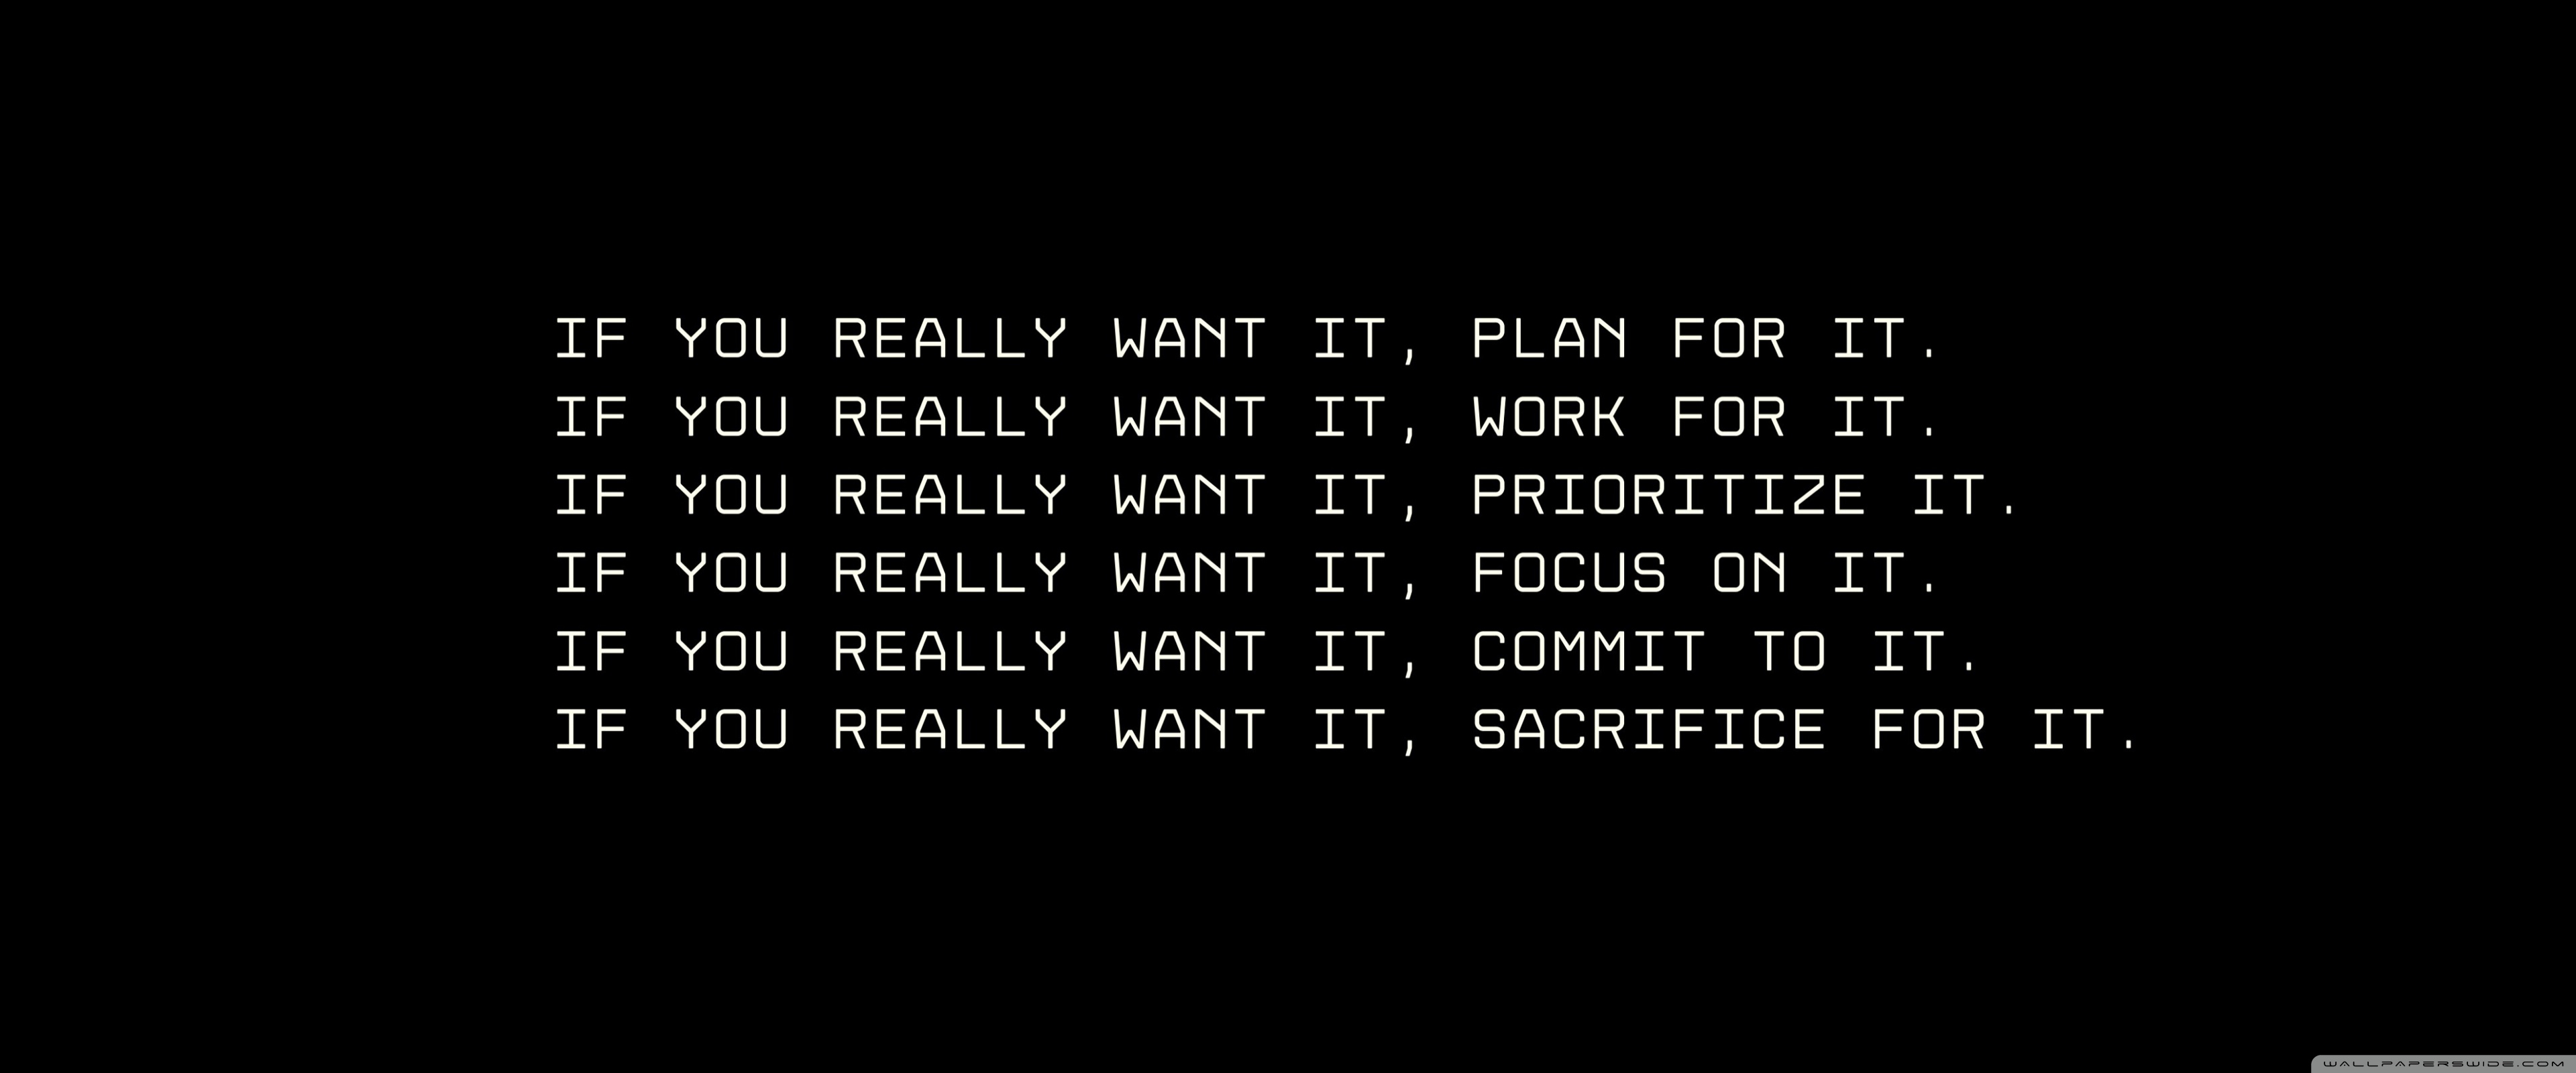 IF YOU REALLY WANT IT, PLAN FOR IT.
IF YOU REALLY WANT IT, WORK FOR IT.
IF YOU REALLY WANT IT, PRIORITIZE IT.
IF YOU REALLY WANT IT, FOCUS ON IT.
IF YOU REALLY WANT IT, COMMIT TO IT.
IF YOU REALLY WANT IT, SACRIFICE FOR IT.
WALLPAPERSWIDE.COM